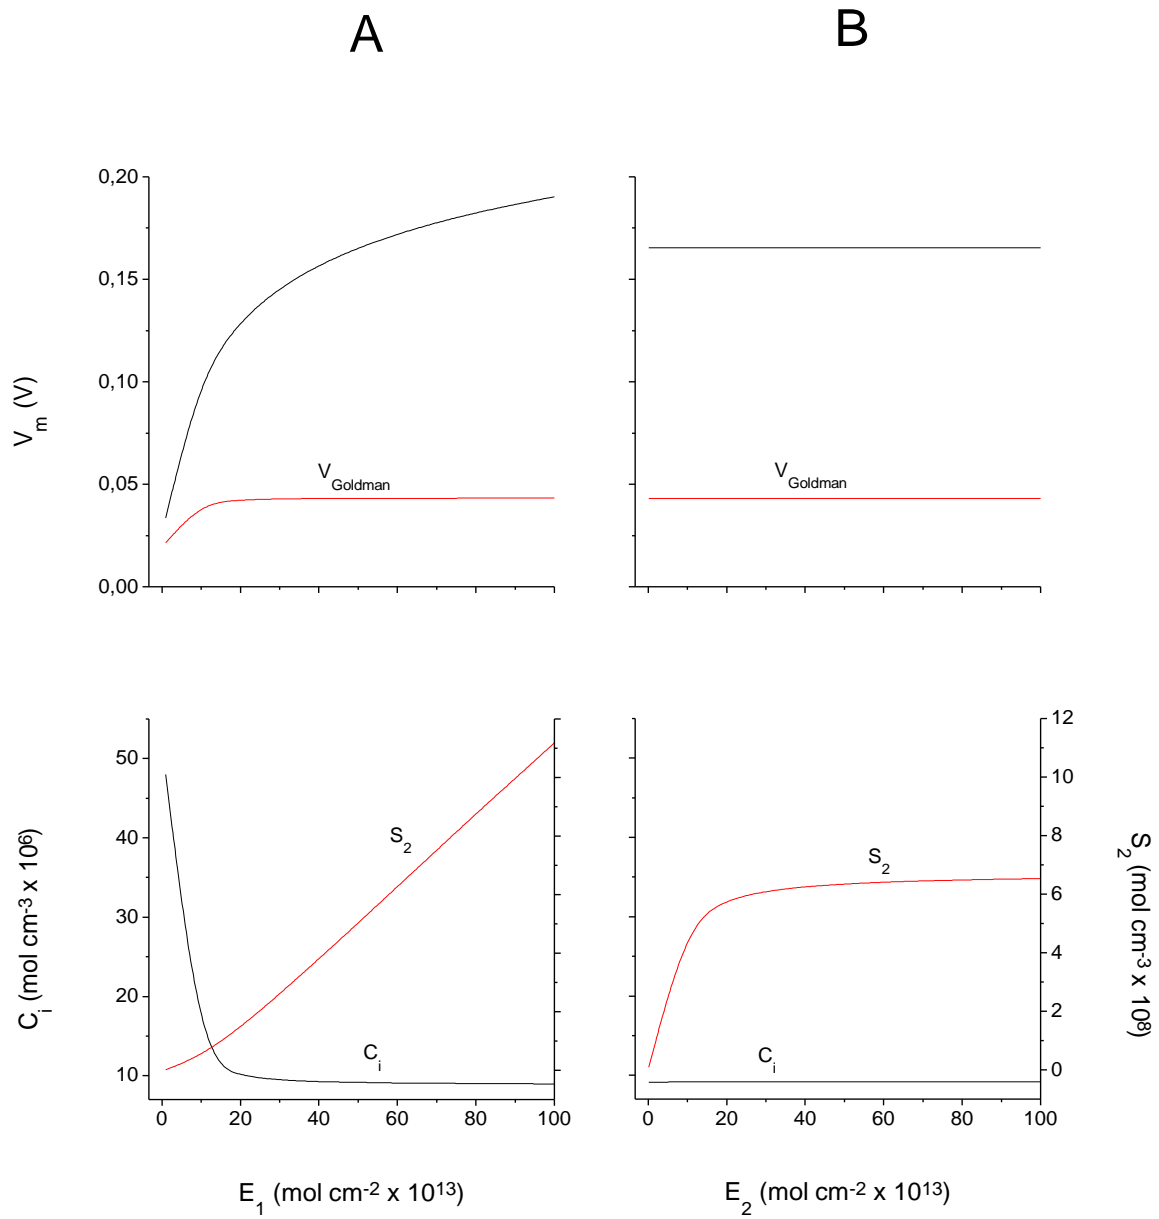 A
B
0,20
0,15
0,10
0,05
0,00
V_m (V)
V_Goldman
V_Goldman
50
40
30
20
10
C_i (mol cm^-3 x 10^6)
S_2
C_i
S_2
C_i
12
10
8
6
4
2
0
S_2 (mol cm^-3 x 10^8)
0 20 40 60 80 100
0 20 40 60 80 100
E_1 (mol cm^-2 x 10^13)
E_2 (mol cm^-2 x 10^13)